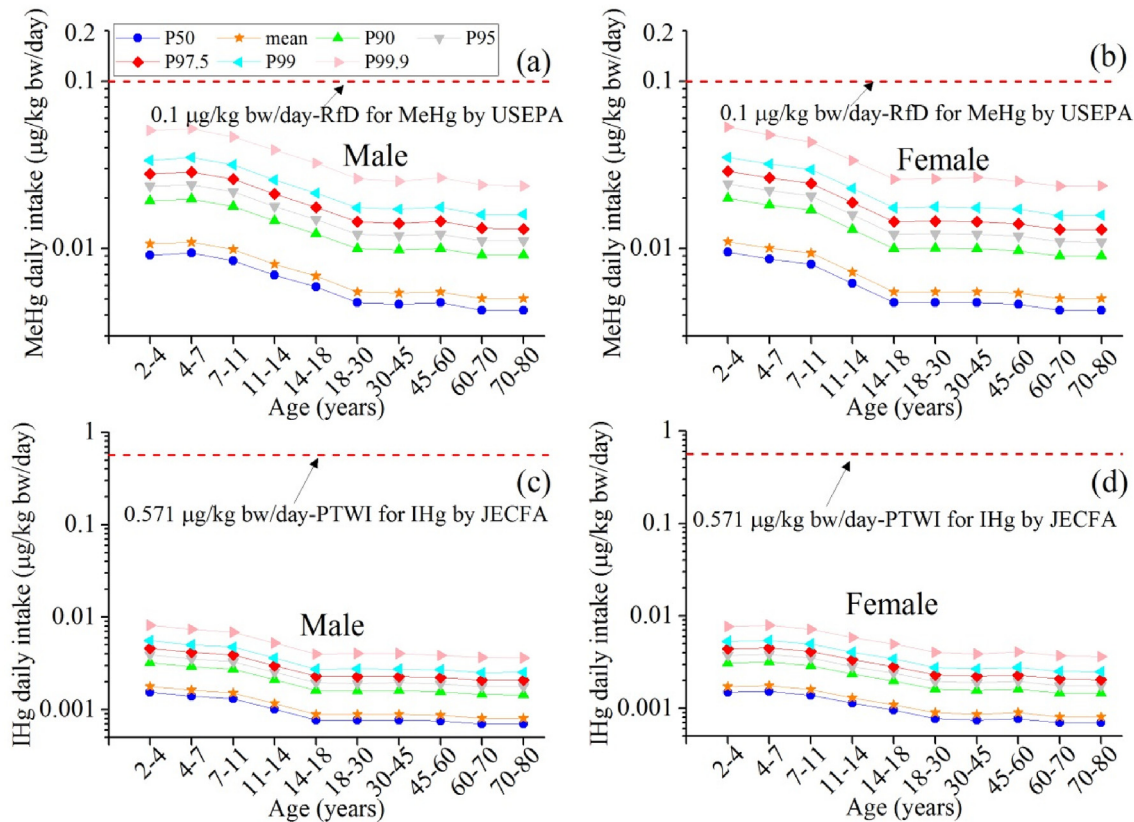 P50 mean P90 P95
P97.5 P99 P99.9
(a)
0.2
0.1
0.01
MeHg daily intake (μg/kg bw/day)
0.1 μg/kg bw/day-RfD for MeHg by USEPA
Male
2-4 4-7 7-11 11-14 14-18 18-30 30-45 45-60 60-70 70-80
Age (years)
(b)
0.2
0.1
0.01
MeHg daily intake (μg/kg bw/day)
0.1 μg/kg bw/day-RfD for MeHg by USEPA
Female
2-4 4-7 7-11 11-14 14-18 18-30 30-45 45-60 60-70 70-80
Age (years)
(c)
1
0.1
0.01
0.001
IHg daily intake (μg/kg bw/day)
0.571 μg/kg bw/day-PTWI for IHg by JECFA
Male
2-4 4-7 7-11 11-14 14-18 18-30 30-45 45-60 60-70 70-80
Age (years)
(d)
1
0.1
0.01
0.001
IHg daily intake (μg/kg bw/day)
0.571 μg/kg bw/day-PTWI for IHg by JECFA
Female
2-4 4-7 7-11 11-14 14-18 18-30 30-45 45-60 60-70 70-80
Age (years)